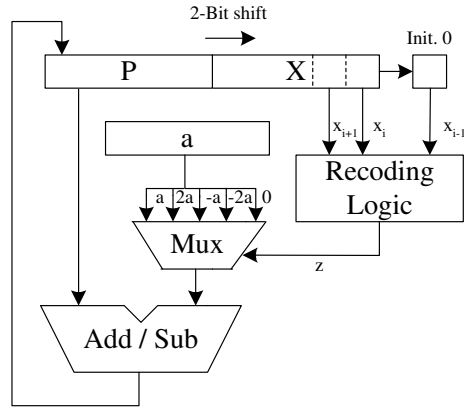 2-Bit shift
Init. 0
P
X
x_{i+1}
x_i
x_{i-1}
a
Recoding
Logic
a
2a
-a
-2a
0
Mux
z
Add / Sub